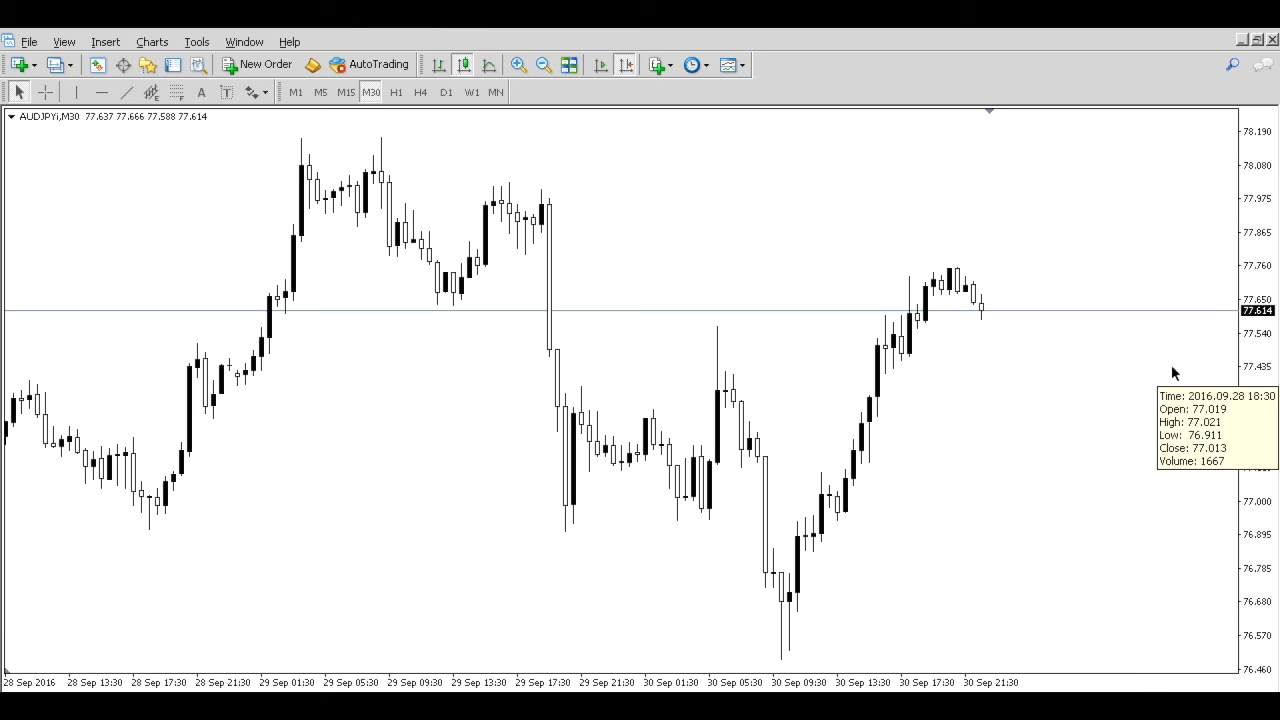 File View Insert Charts Tools Window Help
New Order AutoTrading
A T M1 M5 M15 M30 H1 H4 D1 W1 MN
AUDJPYi,M30 77.637 77.666 77.588 77.614
78.190
78.080
77.975
77.865
77.760
77.650
77.614
77.540
77.435
Time: 2016.09.28 18:30
Open: 77.019
High: 77.021
Low: 76.911
Close: 77.013
Volume: 1667
77.000
76.895
76.785
76.680
76.570
76.460
28 Sep 2016 28 Sep 13:30 28 Sep 17:30 28 Sep 21:30 29 Sep 01:30 29 Sep 05:30 29 Sep 09:30 29 Sep 13:30 29 Sep 17:30 29 Sep 21:30 30 Sep 01:30 30 Sep 05:30 30 Sep 09:30 30 Sep 13:30 30 Sep 17:30 30 Sep 21:30